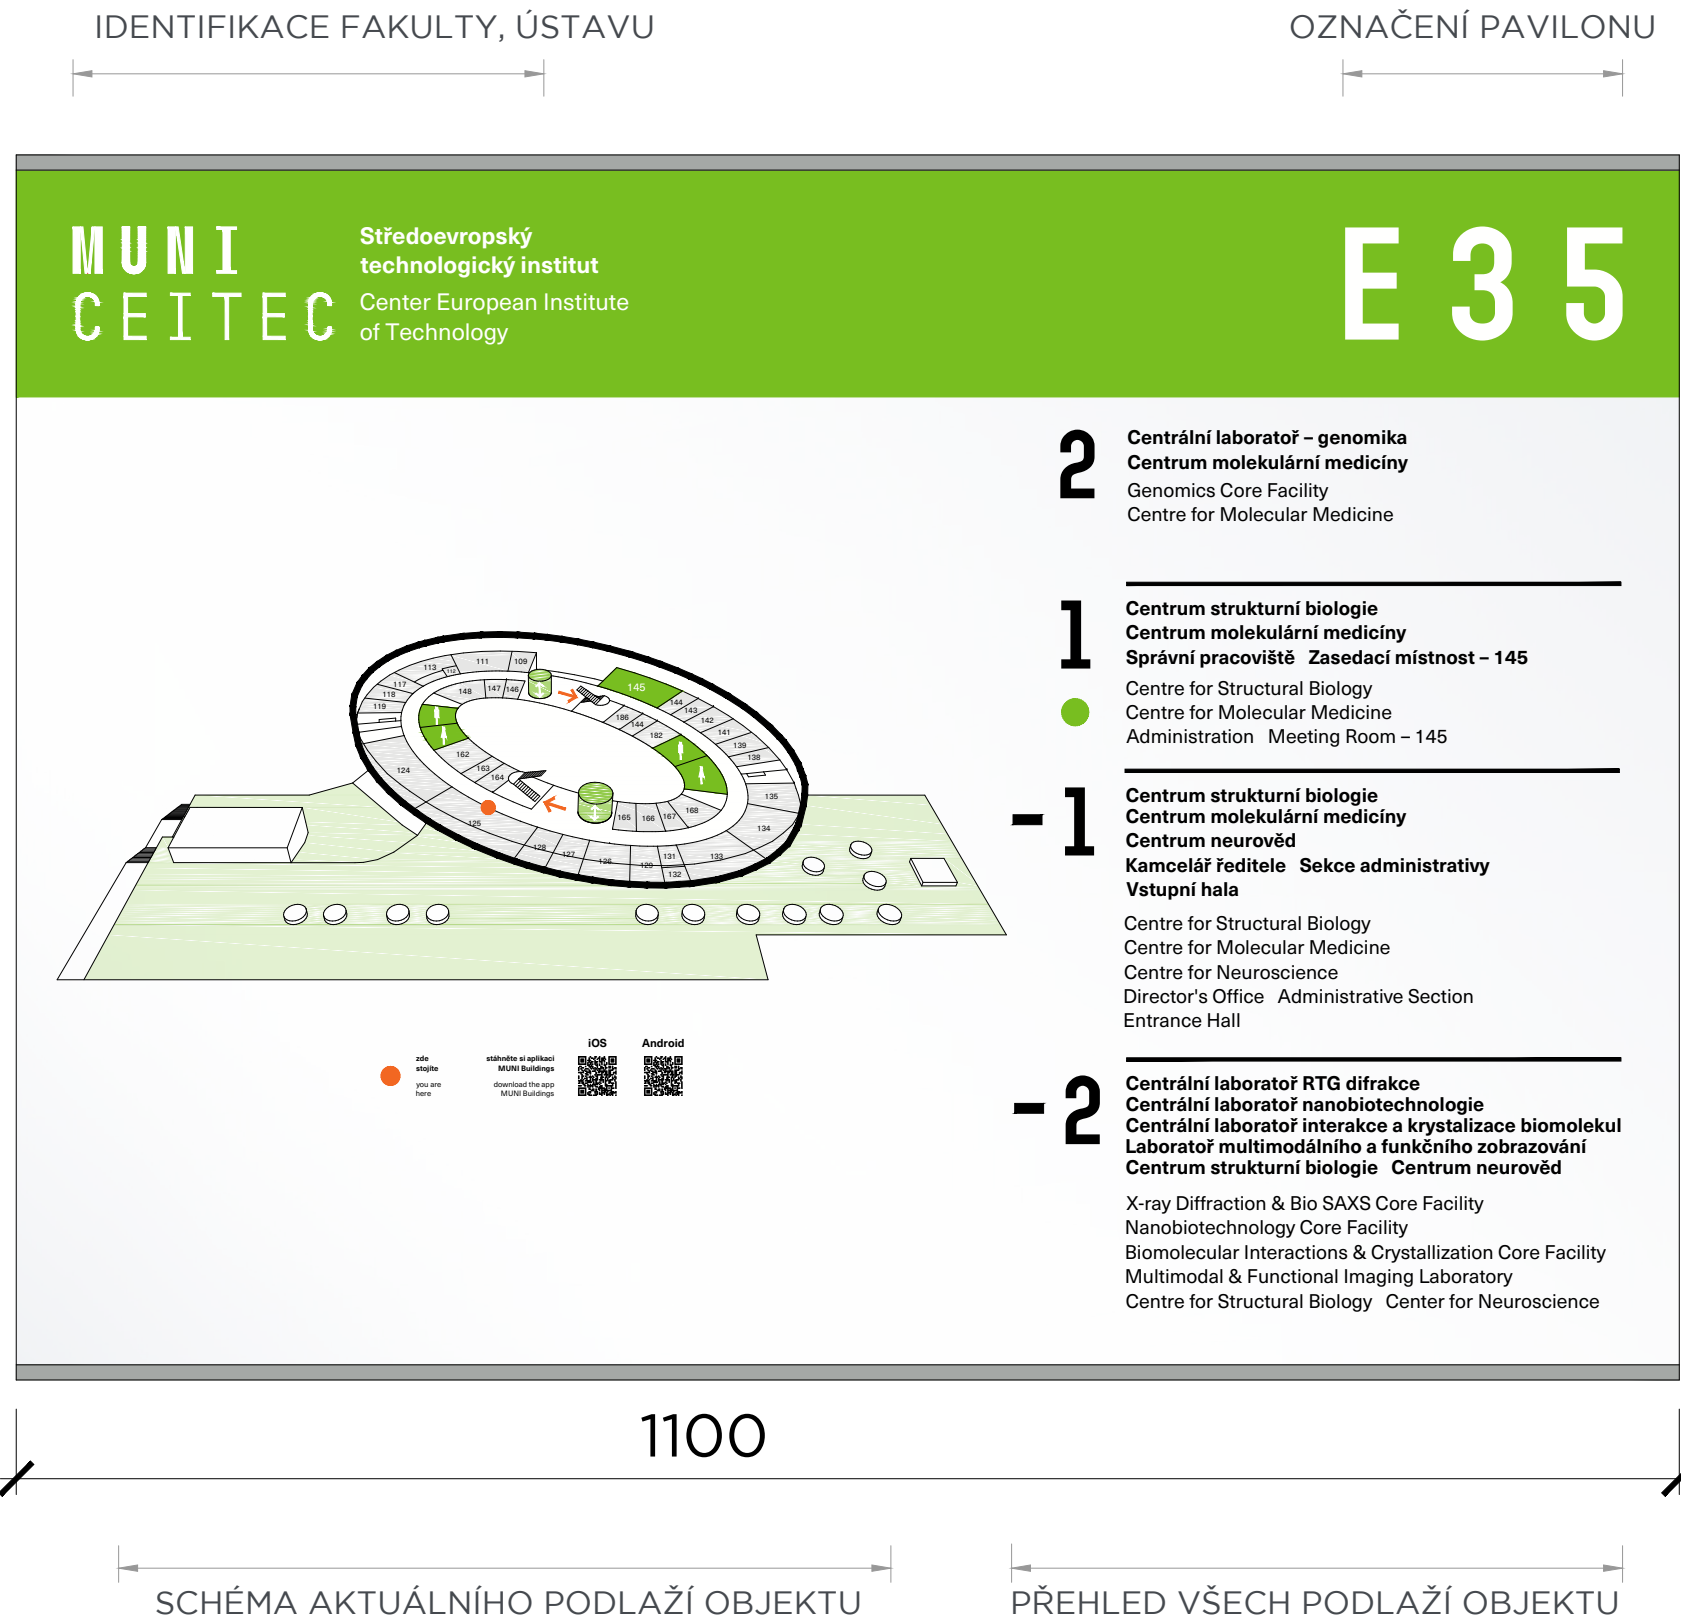 IDENTIFIKACE FAKULTY, ÚSTAVU
OZNAČENÍ PAVILONU
MUNI
CEITEC
Středoevropský
technologický institut
Center European Institute
of Technology
E35
2
Centrální laboratoř – genomika
Centrum molekulární medicíny
Genomics Core Facility
Centre for Molecular Medicine
1
Centrum strukturní biologie
Centrum molekulární medicíny
Správní pracoviště Zasedací místnost – 145
Centre for Structural Biology
Centre for Molecular Medicine
Administration Meeting Room – 145
-1
Centrum strukturní biologie
Centrum molekulární medicíny
Centrum neurověd
Kamcelář ředitele Sekce administrativy
Vstupní hala
Centre for Structural Biology
Centre for Molecular Medicine
Centre for Neuroscience
Director's Office Administrative Section
Entrance Hall
-2
Centrální laboratoř RTG difrakce
Centrální laboratoř nanobiotechnologie
Centrální laboratoř interakce a krystalizace biomolekul
Laboratoř multimodálního a funkčního zobrazování
Centrum strukturní biologie Centrum neurověd
X-ray Diffraction & Bio SAXS Core Facility
Nanobiotechnology Core Facility
Biomolecular Interactions & Crystallization Core Facility
Multimodal & Functional Imaging Laboratory
Centre for Structural Biology Center for Neuroscience
113
112
111
109
117
118
119
148
147
146
145
144
143
142
141
139
138
186
144
182
124
162
163
164
125
128
127
126
129
131
132
133
134
135
165
166
167
168
zde
stojíte
you are
here
stáhněte si aplikaci
MUNI Buildings
download the app
MUNI Buildings
iOS
Android
1100
SCHÉMA AKTUÁLNÍHO PODLAŽÍ OBJEKTU
PŘEHLED VŠECH PODLAŽÍ OBJEKTU